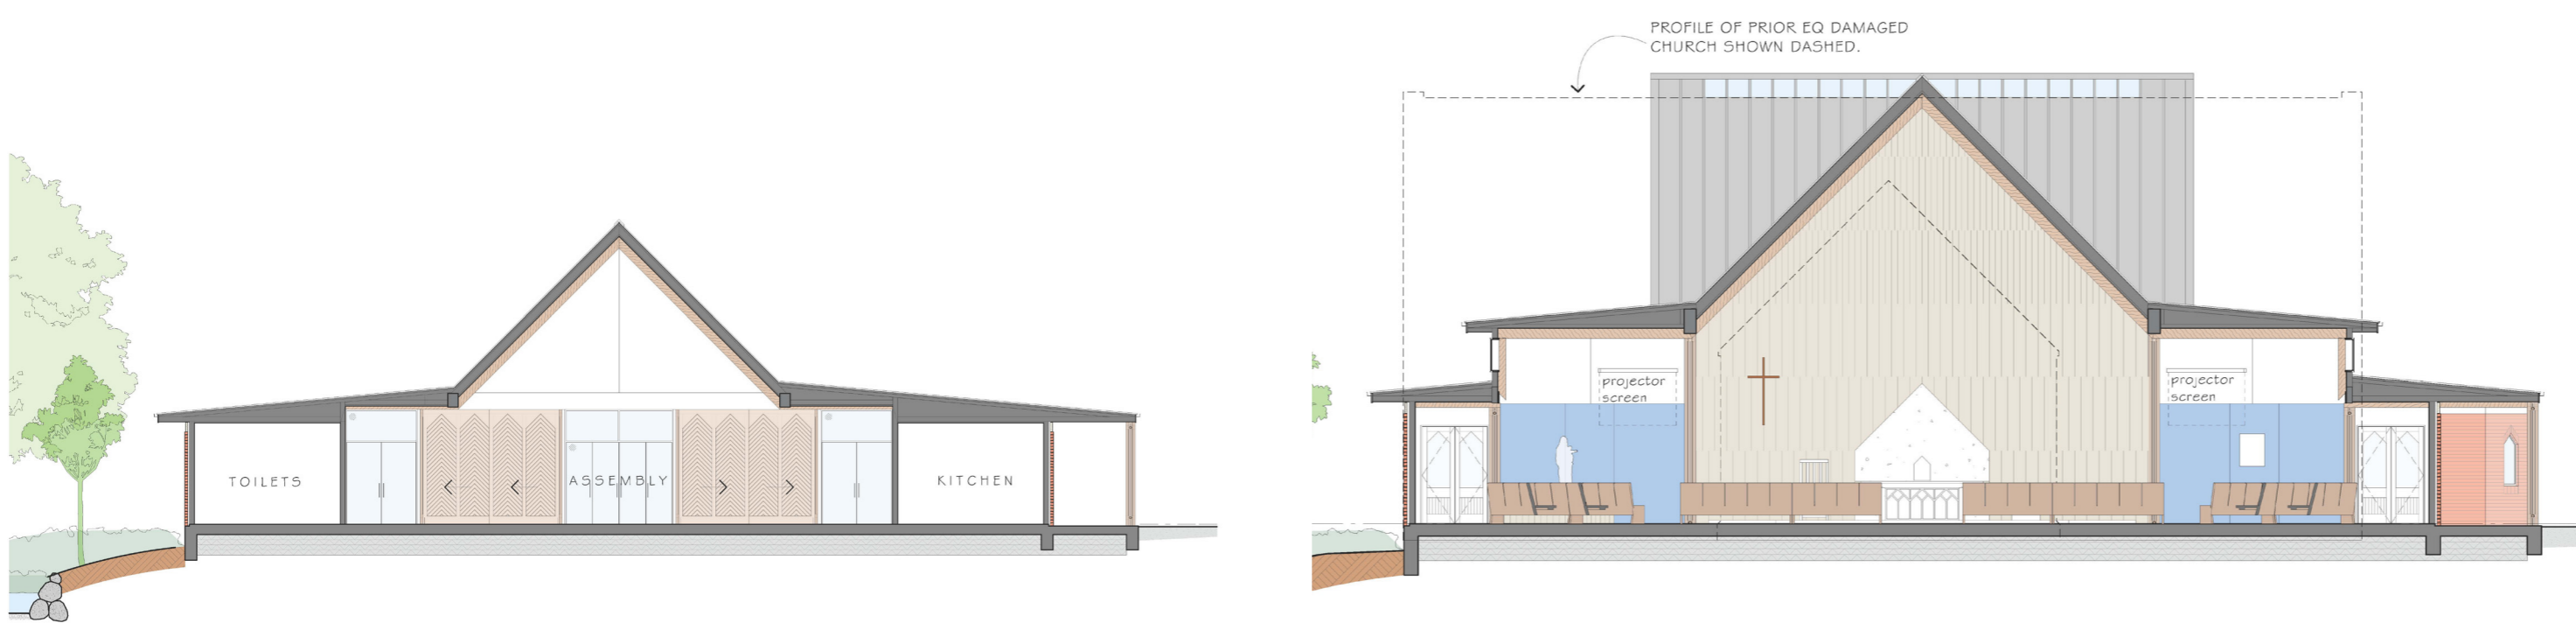 PROFILE OF PRIOR EQ DAMAGED
CHURCH SHOWN DASHED.
TOILETS
ASSEMBLY
KITCHEN
projector
screen
projector
screen